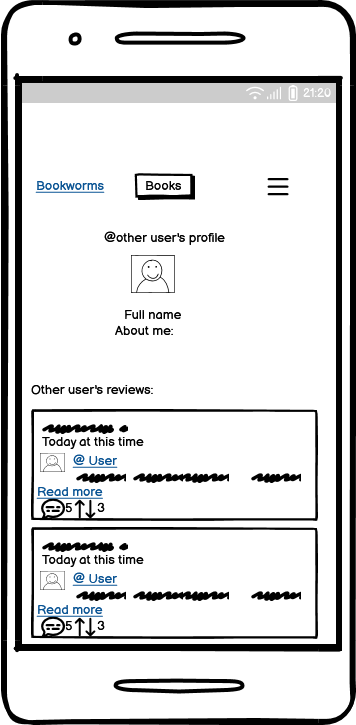 21:20
Bookworms Books
@other user's profile
Full name
About me:
Other user's reviews:
Today at this time
@ User
Read more
5 3
Today at this time
@ User
Read more
5 3